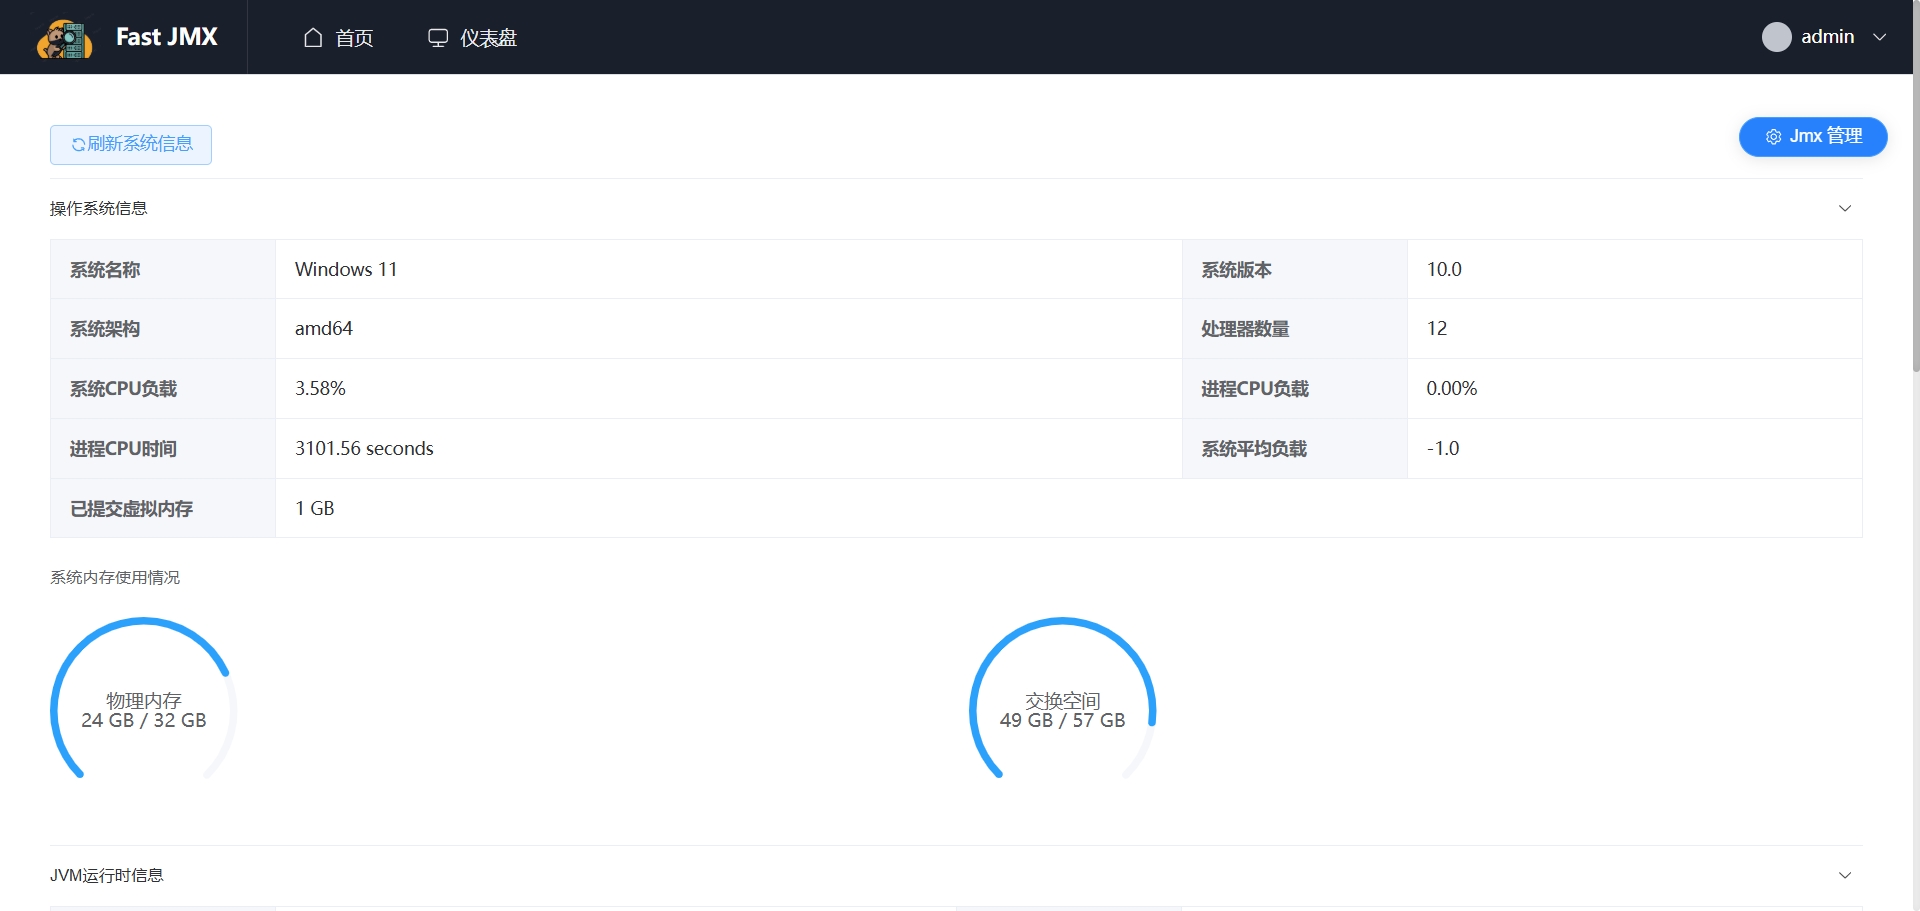 Fast JMX
首页
仪表盘
admin
刷新系统信息
Jmx 管理
操作系统信息
系统名称 Windows 11 系统版本 10.0
系统架构 amd64 处理器数量 12
系统CPU负载 3.58% 进程CPU负载 0.00%
进程CPU时间 3101.56 seconds 系统平均负载 -1.0
已提交虚拟内存 1 GB
系统内存使用情况
物理内存
24 GB / 32 GB
交换空间
49 GB / 57 GB
JVM运行时信息